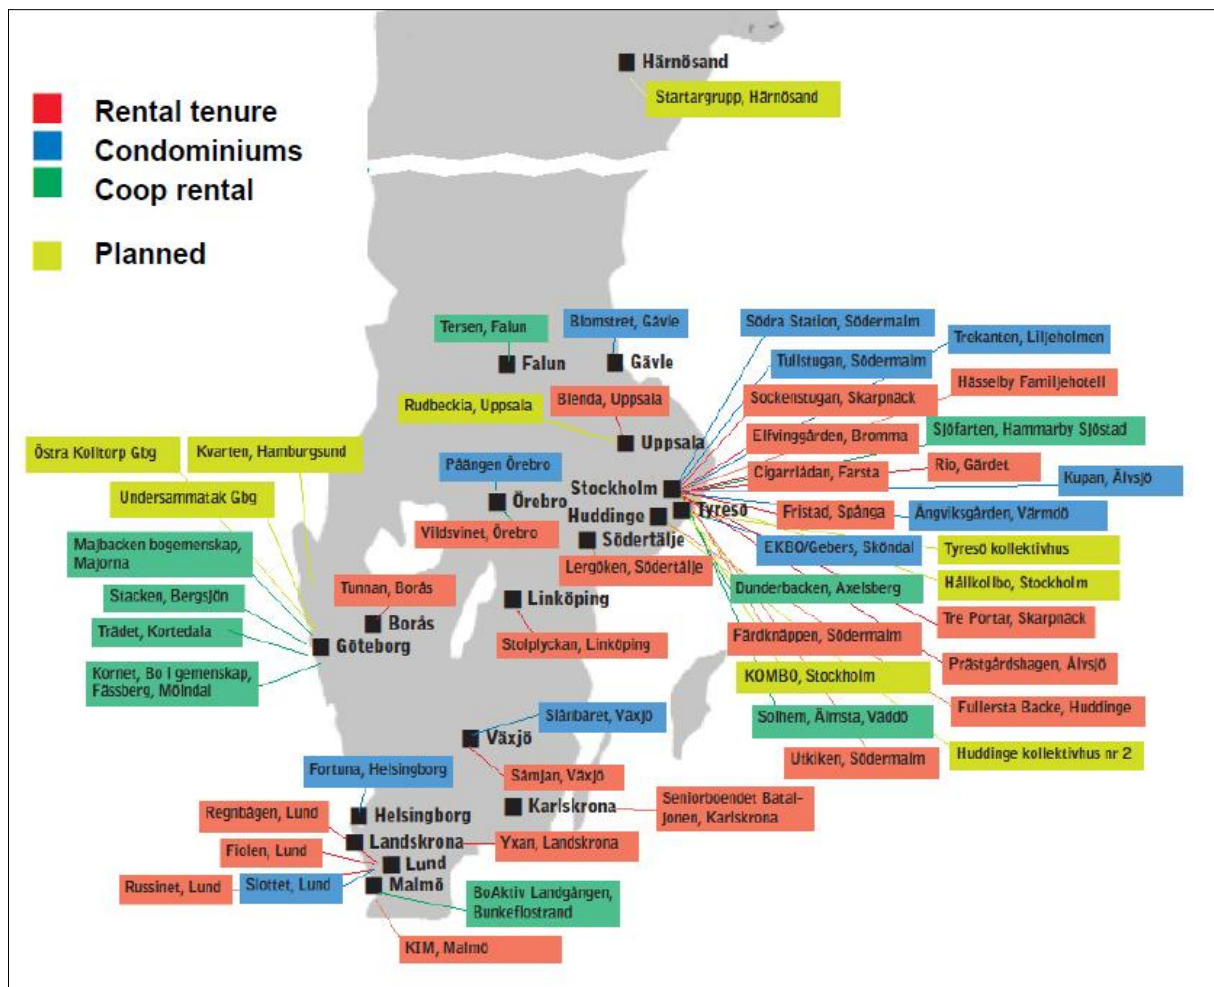 Härnösand
Startargrupp, Härnösand
Rental tenure
Condominiums
Coop rental
Planned
Tersen, Falun
Falun
Blomstret, Gävle
Gävle
Södra Station, Södermalm
Trekanten, Liljeholmen
Tullstugan, Södermalm
Hässelby Familjehotell
Sockenstugan, Skarpnäck
Rudbeckia, Uppsala
Blenda, Uppsala
Uppsala
Elfvinggården, Bromma
Sjöfarten, Hammarby Sjöstad
Cigarrlådan, Farsta
Rio, Gärdet
Kupan, Älvsjö
Östra Kolltorp Gbg
Kvarten, Hamburgsund
Undersammatak Gbg
Påängen Örebro
Örebro
Vildsvinet, Örebro
Stockholm
Tyresö
Huddinge
Södertälje
Lergöken, Södertälje
Fristad, Spånga
Ängviksgården, Värmdö
EKBO/Gebers, Sköndal
Tyresö kollektivhus
Hållkollbo, Stockholm
Dunderbacken, Axelsberg
Tre Portar, Skarpnäck
Färdknäppen, Södermalm
Prästgårdshagen, Älvsjö
KOMBO, Stockholm
Fullersta Backe, Huddinge
Solhem, Älmsta, Väddö
Huddinge kollektivhus nr 2
Utkiken, Södermalm
Majbacken bogemenskap,
Majorna
Stacken, Bergsjön
Trädet, Kortedala
Kornet, Bo i gemenskap,
Fässberg, Mölndal
Tunnan, Borås
Borås
Göteborg
Linköping
Stolplyckan, Linköping
Slånbäret, Växjö
Växjö
Sämjan, Växjö
Fortuna, Helsingborg
Helsingborg
Karlskrona
Seniorboendet Batal-
jonen, Karlskrona
Regnbågen, Lund
Landskrona
Yxan, Landskrona
Fiolen, Lund
Lund
Russinet, Lund
Slottet, Lund
Malmö
BoAktiv Landgången,
Bunkeflostrand
KIM, Malmö